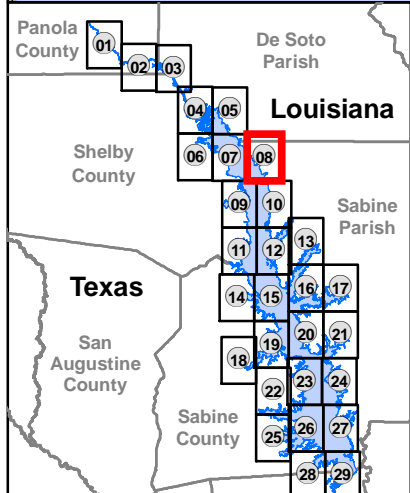 Panola
County
01
02
03
De Soto
Parish
04
05
Louisiana
Shelby
County
06
07
08
09
10
Sabine
Parish
11
12
13
Texas
14
15
16
17
San
Augustine
County
18
19
20
21
22
23
24
Sabine
County
25
26
27
28
29